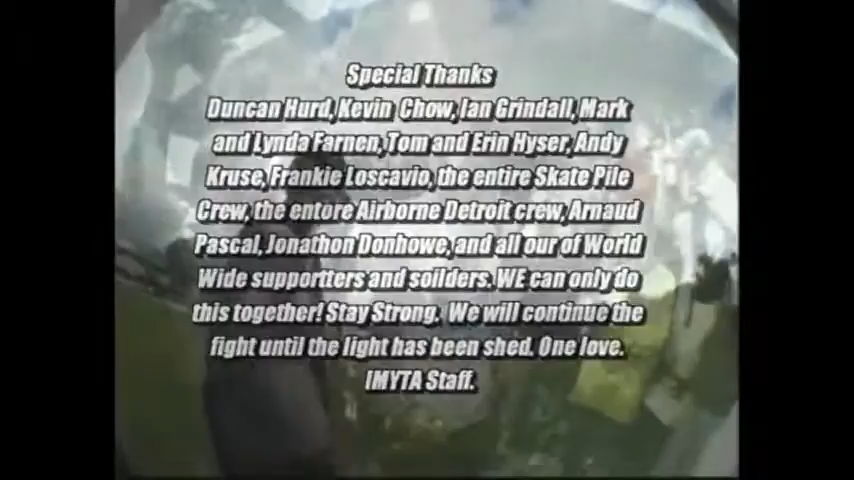 Special Thanks
Duncan Hurd, Kevin Chow, Ian Grindall, Mark
and Lynda Farnen, Tom and Erin Hyser, Andy
Kruse, Frankie Loscavio, the entire Skate Pile
Crew, the entore Airborne Detroit crew, Arnaud
Pascal, Jonathon Donhowe, and all our of World
Wide supportters and soilders. WE can only do
this together! Stay Strong. We will continue the
fight until the light has been shed. One love.
IMYTA Staff.